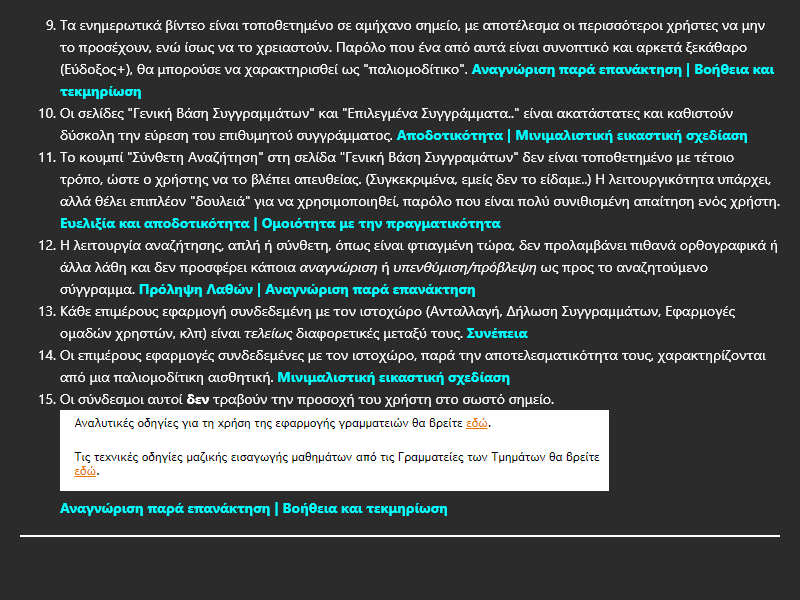 9. Τα ενημερωτικά βίντεο είναι τοποθετημένο σε αμήχανο σημείο, με αποτέλεσμα οι περισσότεροι χρήστες να μην
το προσέχουν, ενώ ίσως να το χρειαστούν. Παρόλο που ένα από αυτά είναι συνοπτικό και αρκετά ξεκάθαρο
(Εύδοξος+), θα μπορούσε να χαρακτηρισθεί ως "παλιομοδίτικο". Αναγνώριση παρά επανάκτηση | Βοήθεια και
τεκμηρίωση
10. Οι σελίδες "Γενική Βάση Συγγραμμάτων" και "Επιλεγμένα Συγγράμματα.." είναι ακατάστατες και καθιστούν
δύσκολη την εύρεση του επιθυμητού συγγράμματος. Αποδοτικότητα | Μινιμαλιστική εικαστική σχεδίαση
11. Το κουμπί "Σύνθετη Αναζήτηση" στη σελίδα "Γενική Βάση Συγγραμάτων" δεν είναι τοποθετημένο με τέτοιο
τρόπο, ώστε ο χρήστης να το βλέπει απευθείας. (Συγκεκριμένα, εμείς δεν το είδαμε..) Η λειτουργικότητα υπάρχει,
αλλά θέλει επιπλέον "δουλειά" για να χρησιμοποιηθεί, παρόλο που είναι πολύ συνιθισμένη απαίτηση ενός χρήστη.
Ευελιξία και αποδοτικότητα | Ομοιότητα με την πραγματικότητα
12. Η λειτουργία αναζήτησης, απλή ή σύνθετη, όπως είναι φτιαγμένη τώρα, δεν προλαμβάνει πιθανά ορθογραφικά ή
άλλα λάθη και δεν προσφέρει κάποια αναγνώριση ή υπενθύμιση/πρόβλεψη ως προς το αναζητούμενο
σύγγραμμα. Πρόληψη Λαθών | Αναγνώριση παρά επανάκτηση
13. Κάθε επιμέρους εφαρμογή συνδεδεμένη με τον ιστοχώρο (Ανταλλαγή, Δήλωση Συγγραμμάτων, Εφαρμογές
ομαδών χρηστών, κλπ) είναι τελείως διαφορετικές μεταξύ τους. Συνέπεια
14. Οι επιμέρους εφαρμογές συνδεδεμένες με τον ιστοχώρο, παρά την αποτελεσματικότητα τους, χαρακτηρίζονται
από μια παλιομοδίτικη αισθητική. Μινιμαλιστική εικαστική σχεδίαση
15. Οι σύνδεσμοι αυτοί δεν τραβούν την προσοχή του χρήστη στο σωστό σημείο.
Αναλυτικές οδηγίες για τη χρήση της εφαρμογής γραμματειών θα βρείτε εδώ.
Τις τεχνικές οδηγίες μαζικής εισαγωγής μαθημάτων από τις Γραμματείες των Τμημάτων θα βρείτε
εδώ.
Αναγνώριση παρά επανάκτηση | Βοήθεια και τεκμηρίωση